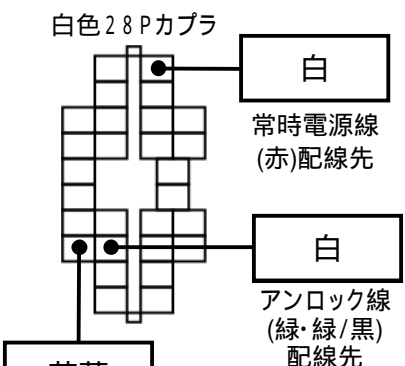 白色28Pカプラ
白
常時電源線
(赤)配線先
白
アンロック線
(緑・緑/黒)
配線先